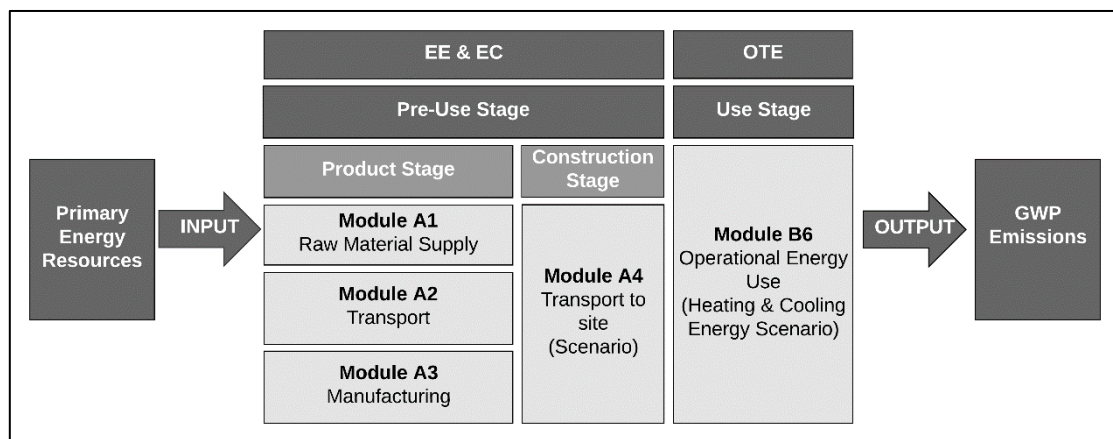 EE & EC
OTE
Pre-Use Stage
Use Stage
Product Stage
Construction
Stage
Primary
Energy
Resources
INPUT
Module A1
Raw Material Supply
Module A2
Transport
Module A3
Manufacturing
Module A4
Transport to
site
(Scenario)
Module B6
Operational Energy
Use
(Heating & Cooling
Energy Scenario)
OUTPUT
GWP
Emissions